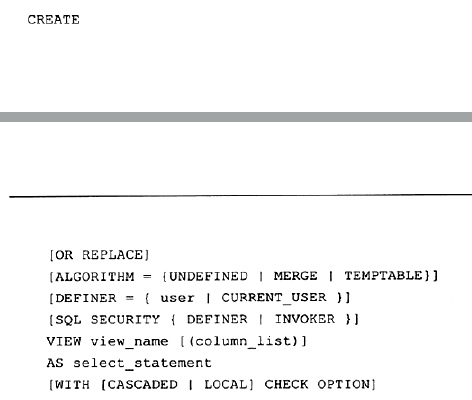 CREATE
[OR REPLACE]
[ALGORITHM = {UNDEFINED | MERGE | TEMPTABLE}]
[DEFINER = { user | CURRENT_USER }]
[SQL SECURITY { DEFINER | INVOKER }]
VIEW view_name [(column_list)]
AS select_statement
[WITH [CASCADED | LOCAL] CHECK OPTION]